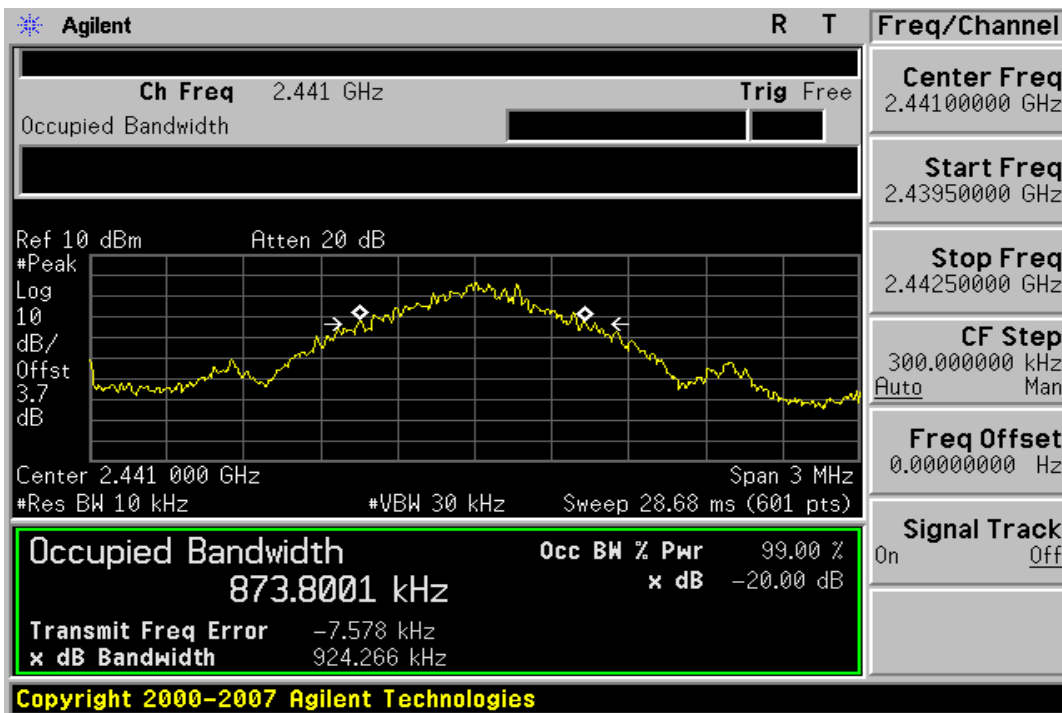 Agilent R T
Ch Freq 2.441 GHz Trig Free
Occupied Bandwidth
Ref 10 dBm Atten 20 dB
#Peak
Log
10
dB/
Offst
3.7
dB
Center 2.441 000 GHz Span 3 MHz
#Res BW 10 kHz #VBW 30 kHz Sweep 28.68 ms (601 pts)
Occupied Bandwidth Occ BW % Pwr 99.00 %
873.8001 kHz x dB -20.00 dB
Transmit Freq Error -7.578 kHz
x dB Bandwidth 924.266 kHz
Copyright 2000-2007 Agilent Technologies
Freq/Channel
Center Freq
2.44100000 GHz
Start Freq
2.43950000 GHz
Stop Freq
2.44250000 GHz
CF Step
300.000000 kHz
Auto Man
Freq Offset
0.00000000 Hz
Signal Track
On Off